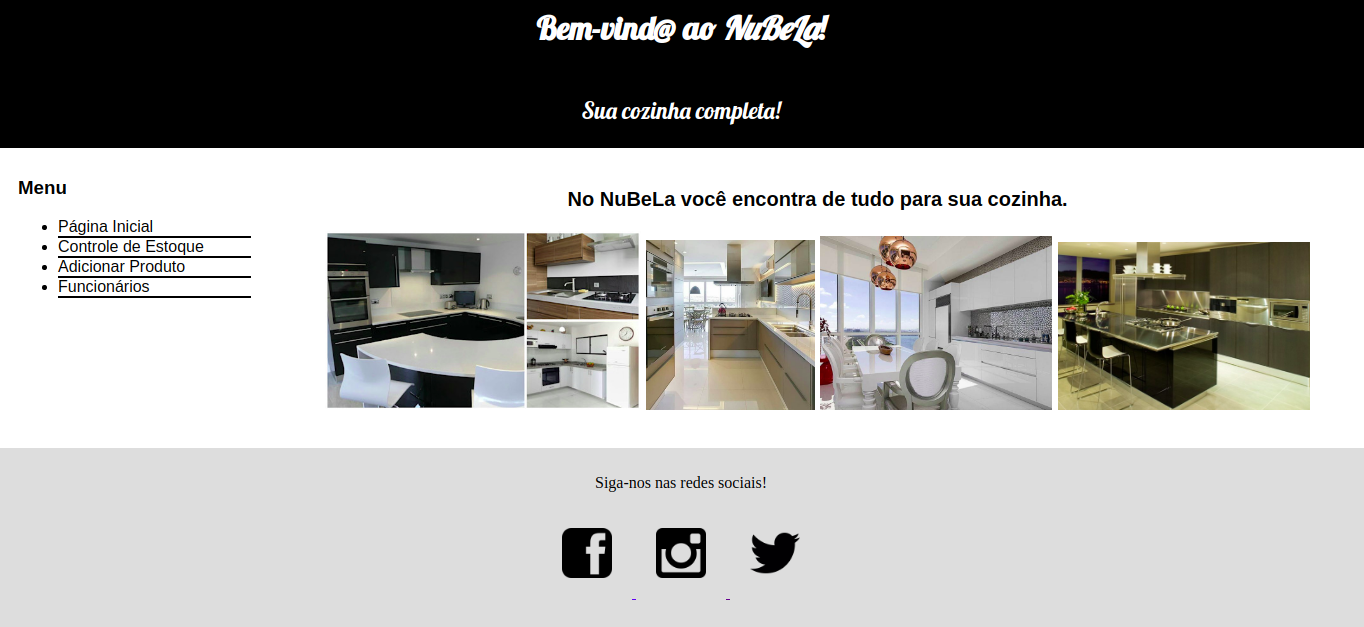 Bem-vind@ ao NuBeLa!
Sua cozinha completa!
Menu
Página Inicial
Controle de Estoque
Adicionar Produto
Funcionários
No NuBeLa você encontra de tudo para sua cozinha.
Siga-nos nas redes sociais!